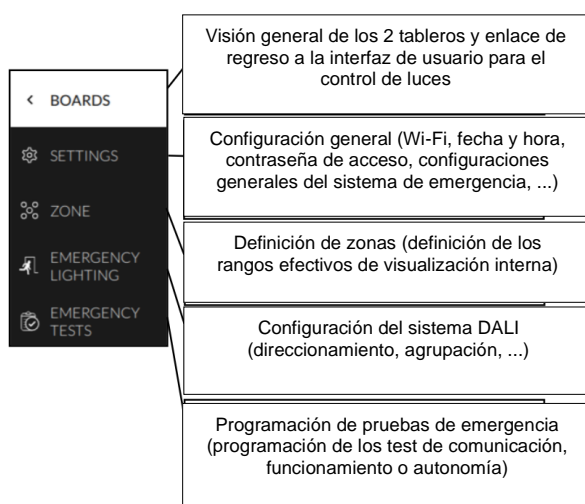 Visión general de los 2 tableros y enlace de
regreso a la interfaz de usuario para el
control de luces
< BOARDS
Configuración general (Wi-Fi, fecha y hora,
contraseña de acceso, configuraciones
generales del sistema de emergencia, ...)
SETTINGS
ZONE
Definición de zonas (definición de los
rangos efectivos de visualización interna)
EMERGENCY
LIGHTING
Configuración del sistema DALI
(direccionamiento, agrupación, ...)
EMERGENCY
TESTS
Programación de pruebas de emergencia
(programación de los test de comunicación,
funcionamiento o autonomía)